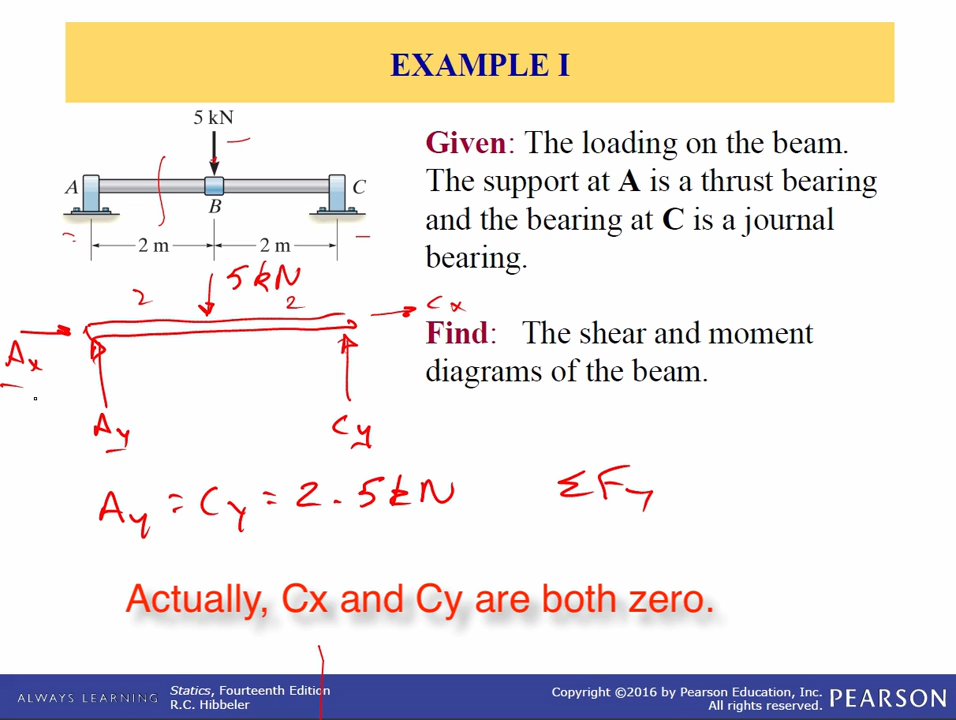 EXAMPLE I
5 kN
A
C
B
2 m
2 m
Given: The loading on the beam.
The support at A is a thrust bearing
and the bearing at C is a journal
bearing.
5 kN
2
2
Cx
Ax
Find: The shear and moment
diagrams of the beam.
Ay
Cy
Ay = Cy = 2.5 kN
ΣFy
Actually, Cx and Cy are both zero.
ALWAYS LEARNING
Statics, Fourteenth Edition
R.C. Hibbeler
Copyright ©2016 by Pearson Education, Inc.
All rights reserved.
PEARSON